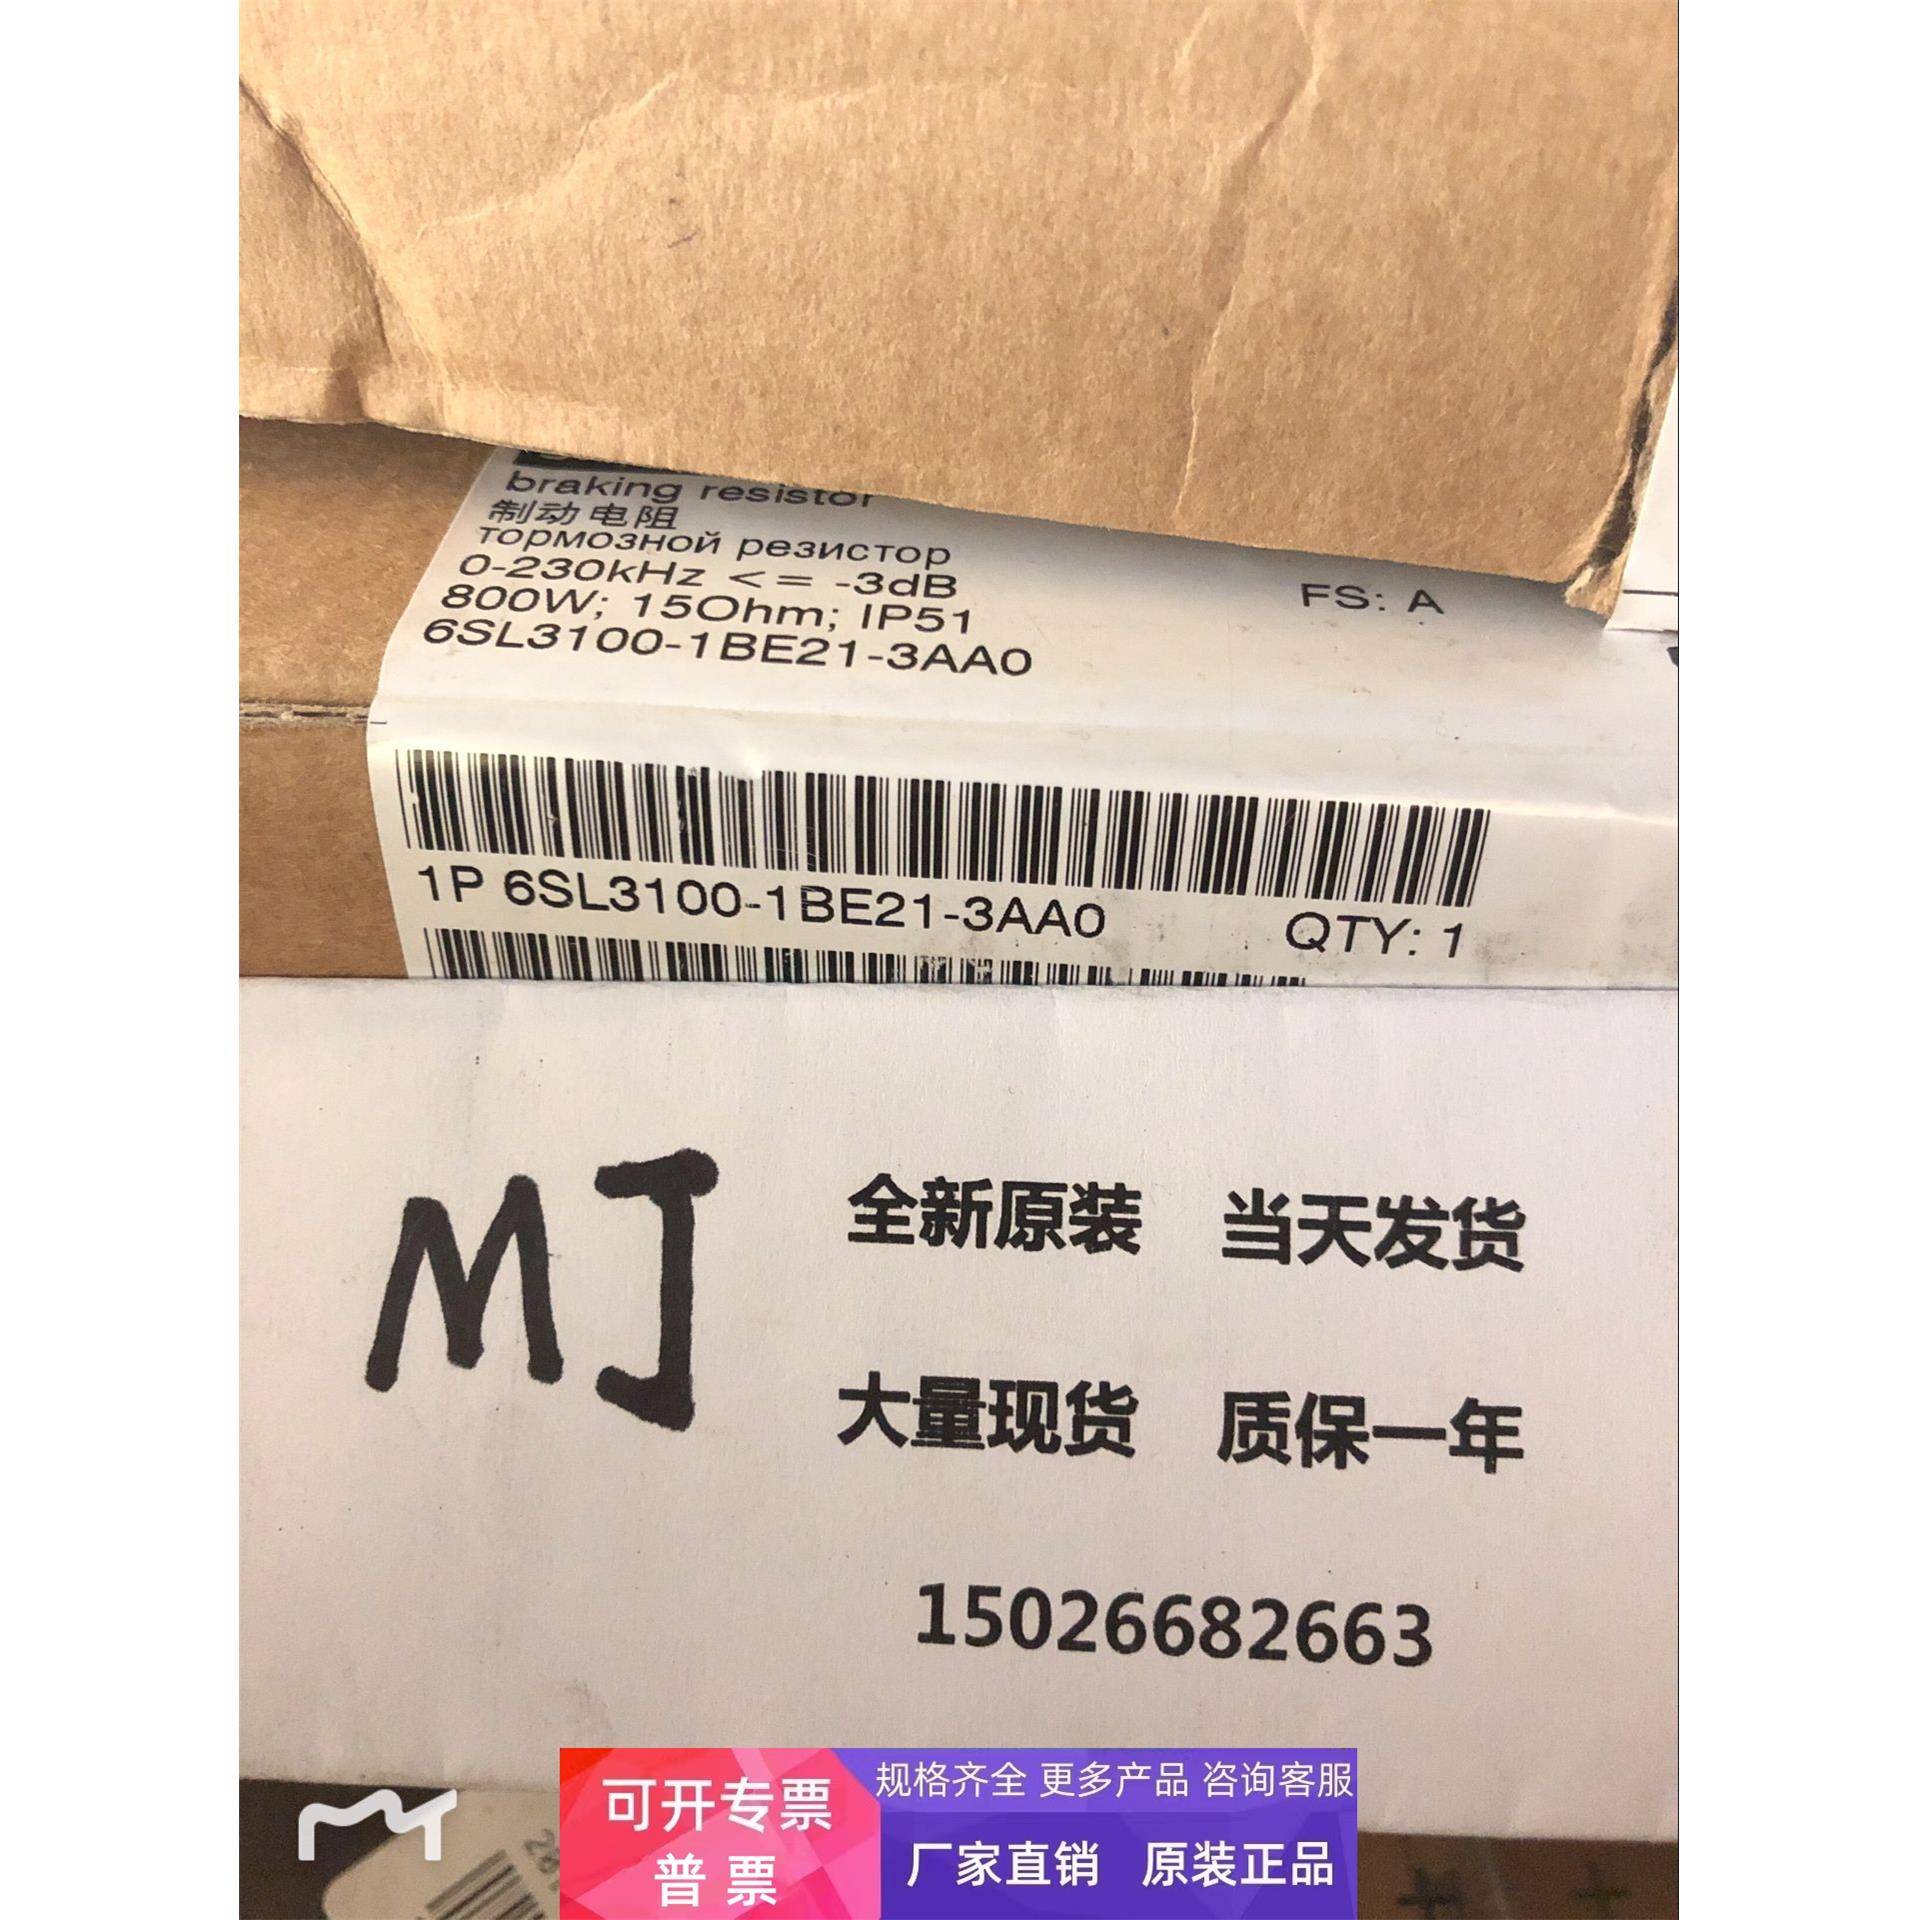 braking resistor
制动电阻
тормозной резистор
0-230kHz <= -3dB
800W; 15Ohm; IP51
FS: A
6SL3100-1BE21-3AA0
1P 6SL3100-1BE21-3AA0
QTY: 1
MJ
全新原装 当天发货
大量现货 质保一年
15026682663
可开专票
普 票
规格齐全 更多产品 咨询客服
厂家直销 原装正品